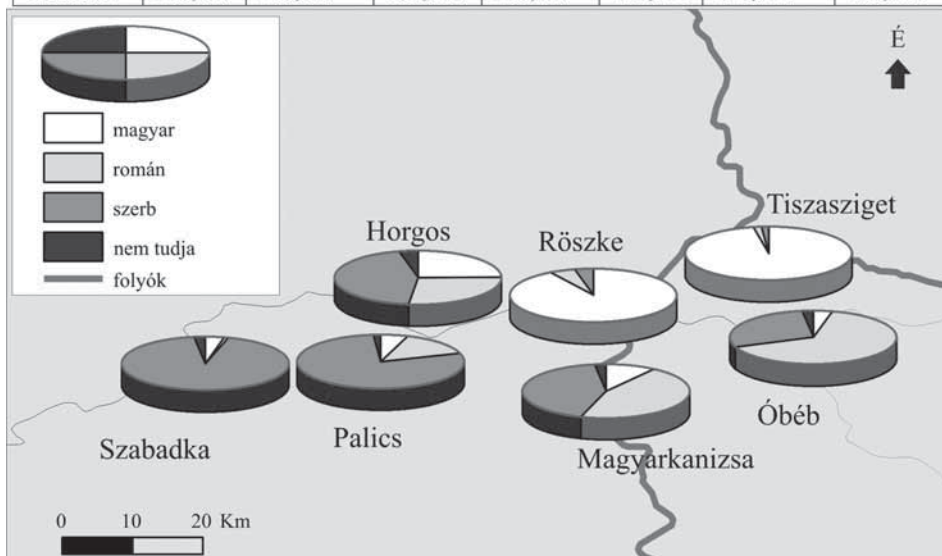 magyar
román
szerb
nem tudja
folyók
É
Tiszasziget
Horgos
Röszke
Óbéb
Szabadka
Palics
Magyarkanizsa
0 10 20 Km